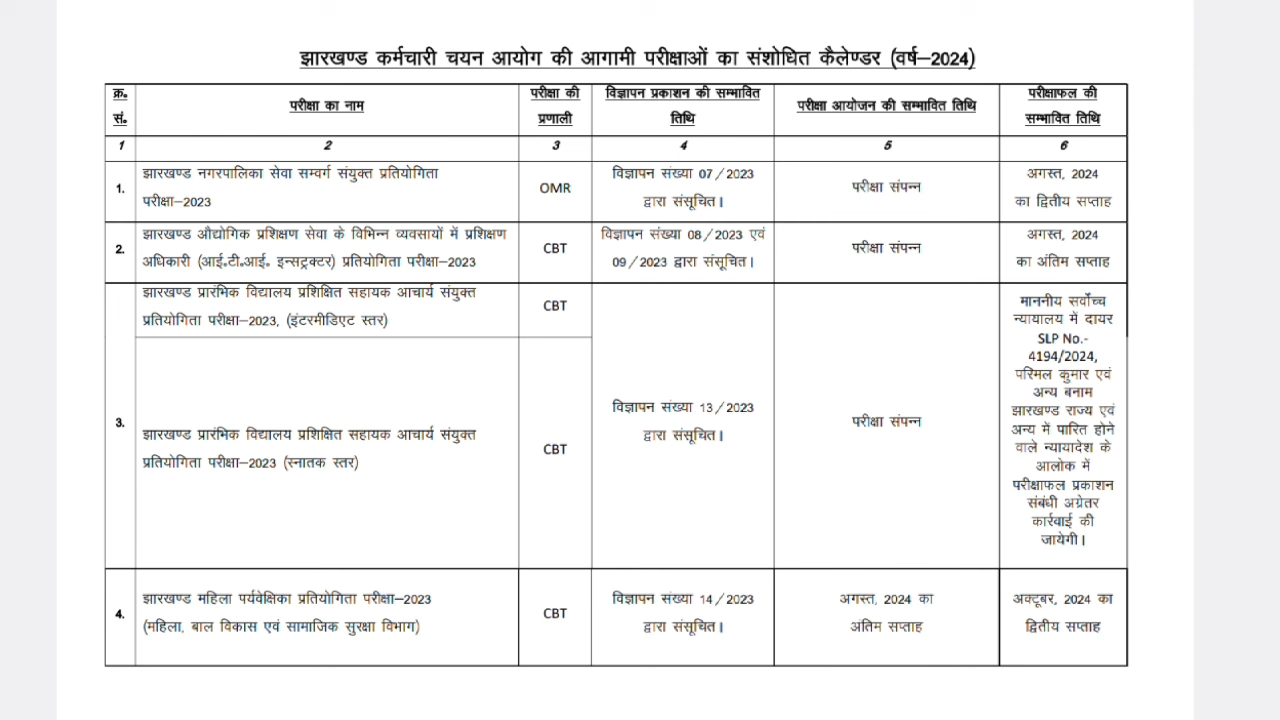 झारखण्ड कर्मचारी चयन आयोग की आगामी परीक्षाओं का संशोधित कैलेण्डर (वर्ष–2024)
क्र॰ सं॰
परीक्षा का नाम
परीक्षा की
प्रणाली
विज्ञापन प्रकाशन की सम्भावित
तिथि
परीक्षा आयोजन की सम्भावित तिथि
परीक्षाफल की
सम्भावित तिथि
1
2
3
4
5
6
1.
झारखण्ड नगरपालिका सेवा सम्वर्ग संयुक्त प्रतियोगिता
परीक्षा–2023
OMR
विज्ञापन संख्या 07/2023
द्वारा संसूचित।
परीक्षा संपन्न
अगस्त, 2024
का द्वितीय सप्ताह
2.
झारखण्ड औद्योगिक प्रशिक्षण सेवा के विभिन्न व्यवसायों में प्रशिक्षण
अधिकारी (आई॰टी॰आई॰ इन्सट्रक्टर) प्रतियोगिता परीक्षा–2023
CBT
विज्ञापन संख्या 08/2023 एवं
09/2023 द्वारा संसूचित।
परीक्षा संपन्न
अगस्त, 2024
का अंतिम सप्ताह
3.
झारखण्ड प्रारंभिक विद्यालय प्रशिक्षित सहायक आचार्य संयुक्त
प्रतियोगिता परीक्षा–2023, (इंटरमीडिएट स्तर)
CBT
झारखण्ड प्रारंभिक विद्यालय प्रशिक्षित सहायक आचार्य संयुक्त
प्रतियोगिता परीक्षा–2023 (स्नातक स्तर)
CBT
विज्ञापन संख्या 13/2023
द्वारा संसूचित।
परीक्षा संपन्न
माननीय सर्वोच्च
न्यायालय में दायर
SLP No.-
4194/2024,
परिमल कुमार एवं
अन्य बनाम
झारखण्ड राज्य एवं
अन्य में पारित होने
वाले न्यायादेश के
आलोक में
परीक्षाफल प्रकाशन
संबंधी अग्रेतर
कार्रवाई की
जायेगी।
4.
झारखण्ड महिला पर्यवेक्षिका प्रतियोगिता परीक्षा–2023
(महिला, बाल विकास एवं सामाजिक सुरक्षा विभाग)
CBT
विज्ञापन संख्या 14/2023
द्वारा संसूचित।
अगस्त, 2024 का
अंतिम सप्ताह
अक्टूबर, 2024 का
द्वितीय सप्ताह